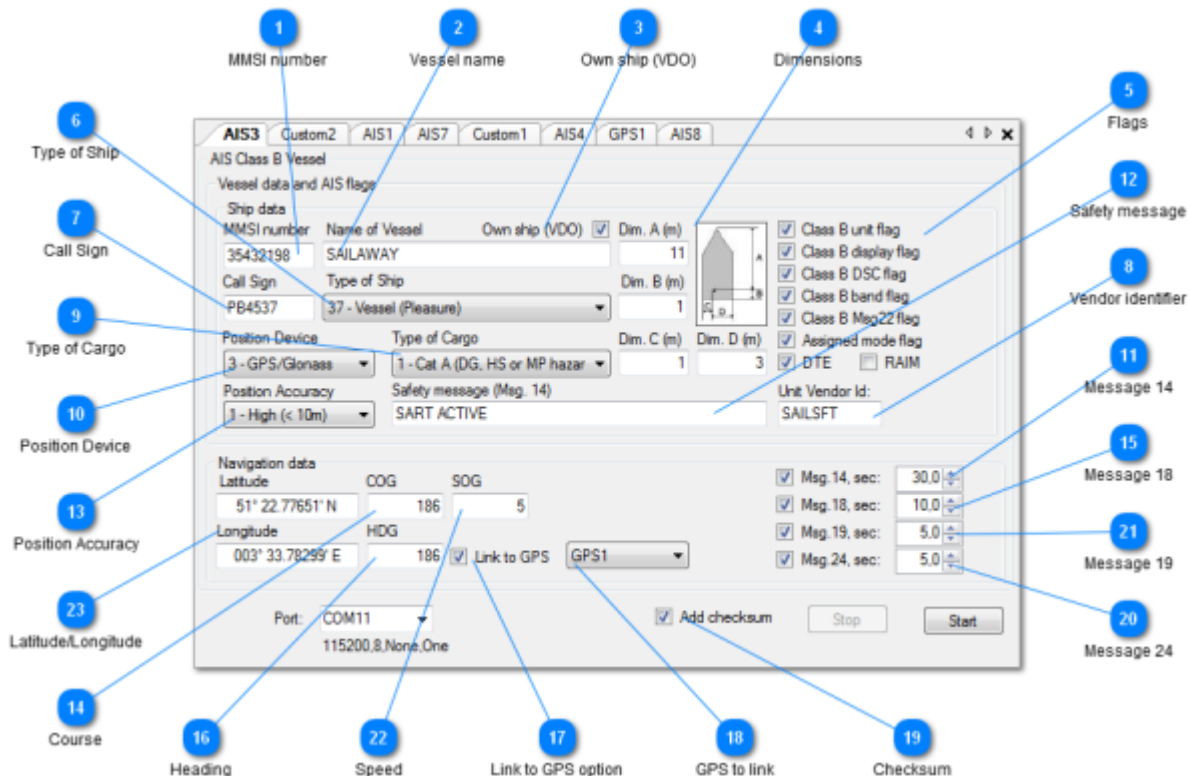 1 2 3 4
MMSI number Vessel name Own ship (VDO) Dimensions
5
Flags
6
Type of Ship
AIS3 Custom2 AIS1 AIS7 Custom1 AIS4 GPS1 AIS8
AIS Class B Vessel
Vessel data and AIS flags
Ship data
12
Safety message
7
Call Sign
MMSI number Name of Vessel Own ship (VDO) Dim. A (m)
35432198 SAILAWAY 11
Call Sign Type of Ship Dim. B (m)
PB4537 37 - Vessel (Pleasure) 1
A
B
C
D
Class B unit flag
Class B display flag
Class B DSC flag
Class B band flag
Class B Msg22 flag
Assigned mode flag
DTE RAIM
8
Vendor identifier
9
Type of Cargo
Position Device Type of Cargo Dim. C (m) Dim. D (m)
3 - GPS/Glonass 1 - Cat A (DG, HS or MP hazar 1 3
Position Accuracy Safety message (Msg. 14) Unit Vendor Id:
1 - High (< 10m) SART ACTIVE SAILSFT
11
Message 14
10
Position Device
15
Message 18
Navigation data
Latitude COG SOG
51° 22.77651' N 186 5
Longitude HDG
003° 33.78299' E 186 Link to GPS GPS1
Msg.14, sec: 30,0
Msg.18, sec: 10,0
Msg.19, sec: 5,0
Msg.24, sec: 5,0
13
Position Accuracy
21
Message 19
23
Latitude/Longitude
20
Message 24
Port: COM11 Add checksum Stop Start
115200,8,None,One
14
Course
16 22 17 18 19
Heading Speed Link to GPS option GPS to link Checksum